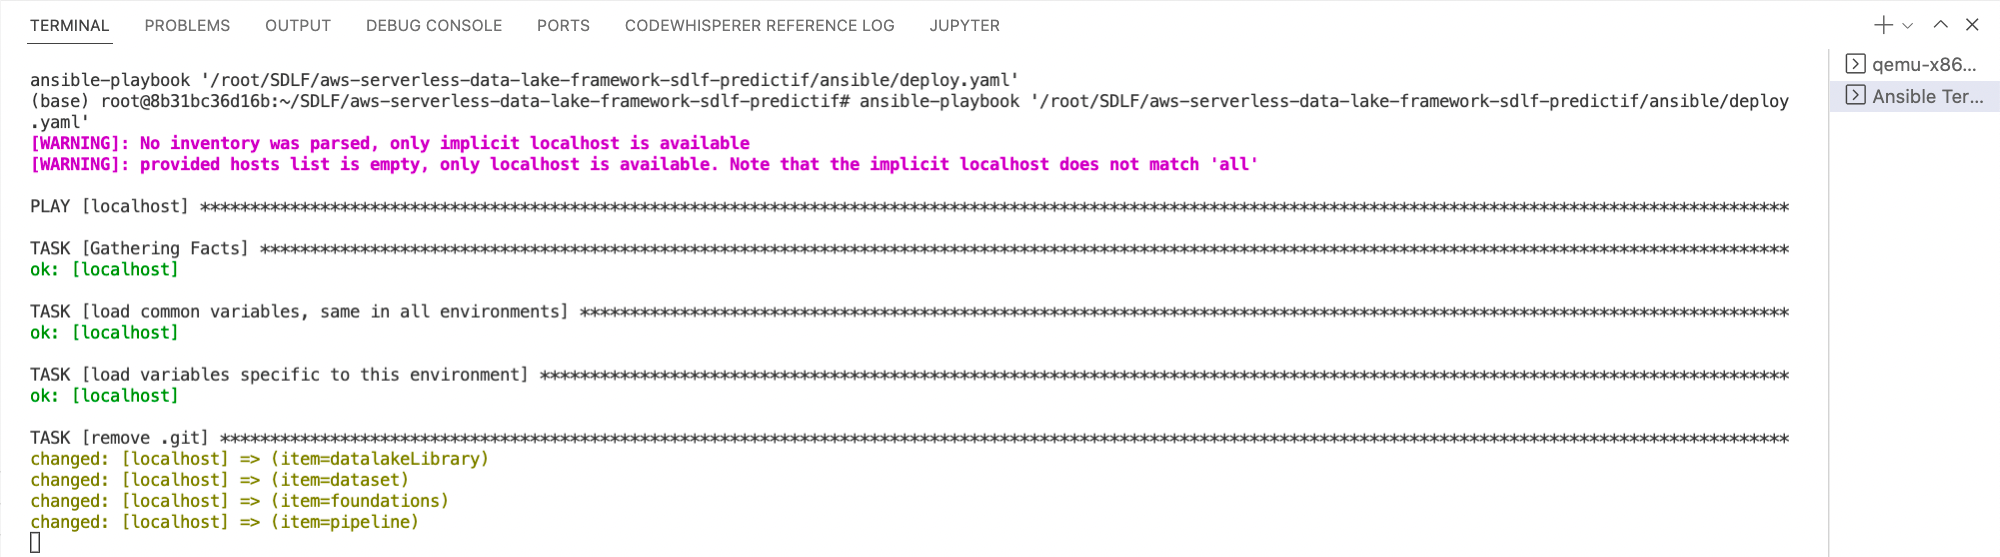 TERMINAL PROBLEMS OUTPUT DEBUG CONSOLE PORTS CODEWHISPERER REFERENCE LOG JUPYTER
ansible-playbook '/root/SDLF/aws-serverless-data-lake-framework-sdlf-predictif/ansible/deploy.yaml'
(base) root@8b31bc36d16b:~/SDLF/aws-serverless-data-lake-framework-sdlf-predictif# ansible-playbook '/root/SDLF/aws-serverless-data-lake-framework-sdlf-predictif/ansible/deploy
.yaml'
[WARNING]: No inventory was parsed, only implicit localhost is available
[WARNING]: provided hosts list is empty, only localhost is available. Note that the implicit localhost does not match 'all'
PLAY [localhost] ***************************************************************************************************************************************************************
TASK [Gathering Facts] *********************************************************************************************************************************************************
ok: [localhost]
TASK [load common variables, same in all environments] *************************************************************************************************************************
ok: [localhost]
TASK [load variables specific to this environment] *****************************************************************************************************************************
ok: [localhost]
TASK [remove .git] *************************************************************************************************************************************************************
changed: [localhost] => (item=datalakeLibrary)
changed: [localhost] => (item=dataset)
changed: [localhost] => (item=foundations)
changed: [localhost] => (item=pipeline)
qemu-x86...
Ansible Ter...